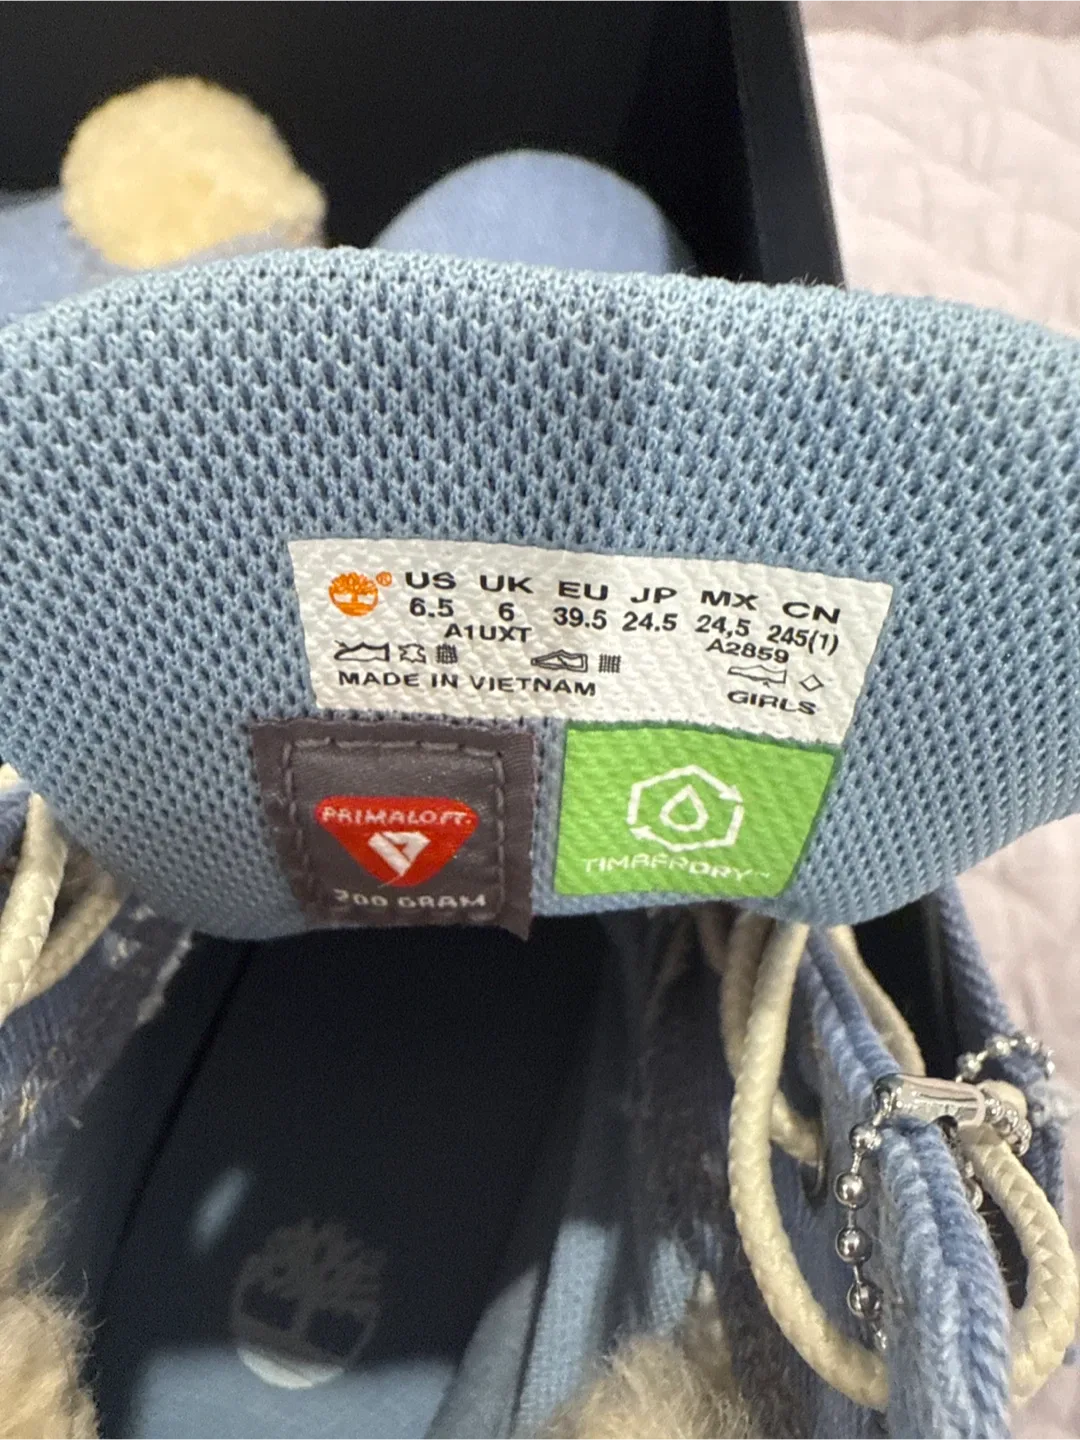 ® US UK EU JP MX CN
6.5 6 39.5 24.5 24,5 245(1)
A1UXT A2859
MADE IN VIETNAM GIRLS
PRIMALOFT.
200 GRAM
TIMBERDRY™